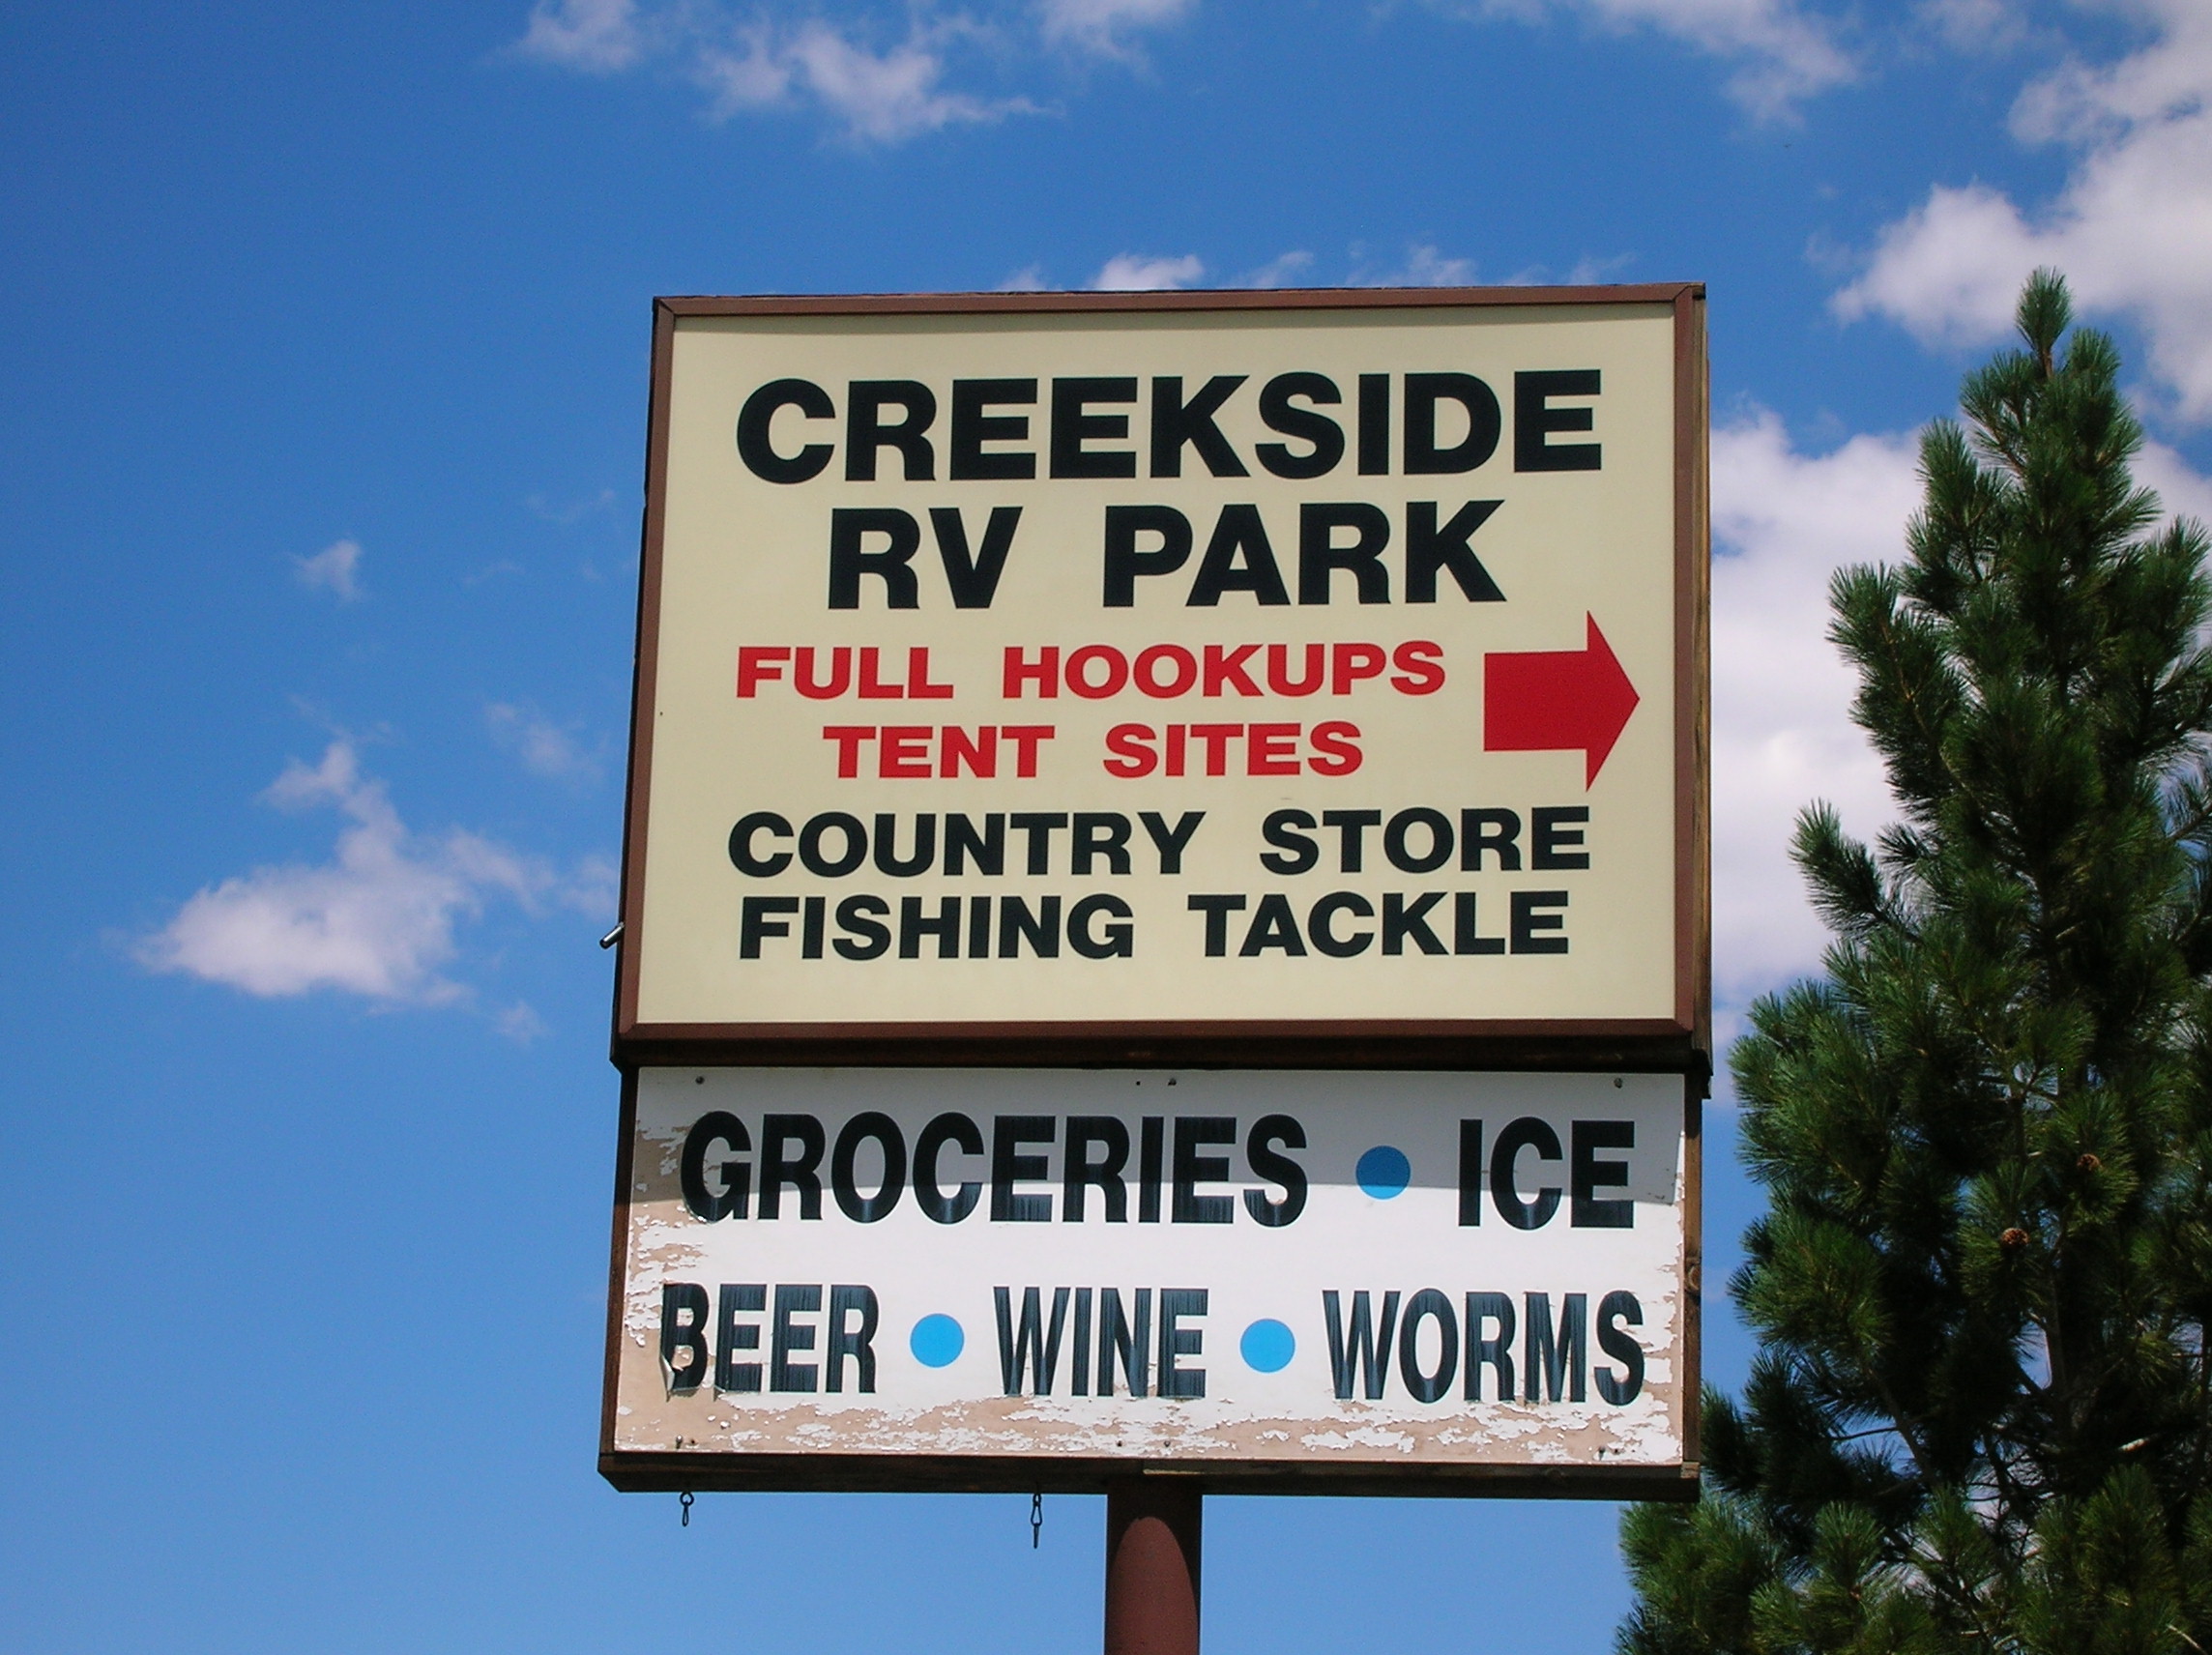 CREEKSIDE
RV PARK
FULL HOOKUPS
TENT SITES
COUNTRY STORE
FISHING TACKLE
GROCERIES • ICE
BEER • WINE • WORMS